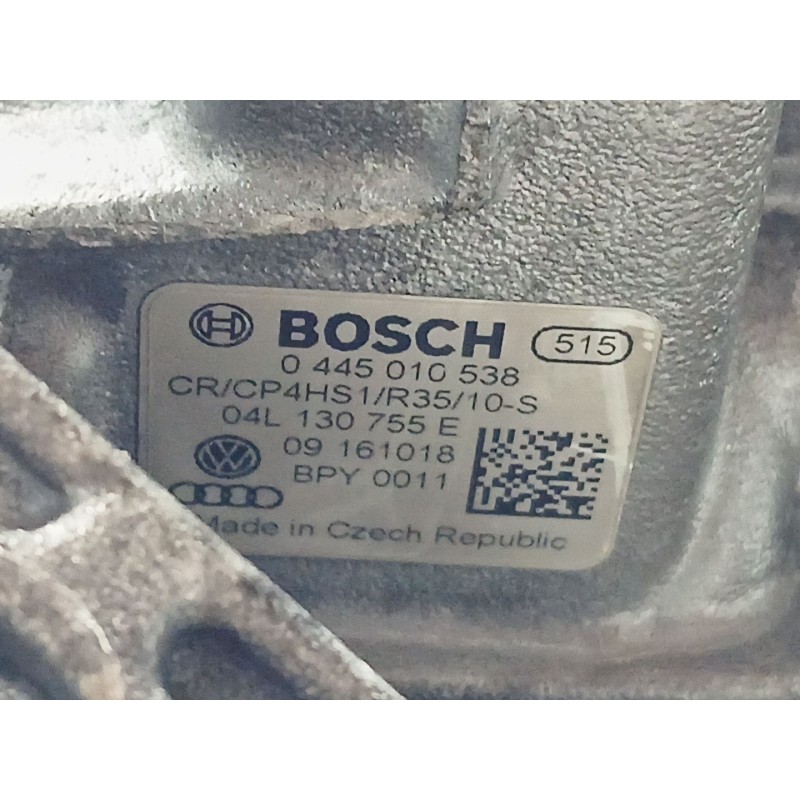 BOSCH 515
0 445 010 538
CR/CP4HS1/R35/10-S
04L 130 755 E
09 161018
BPY 0011
Made in Czech Republic